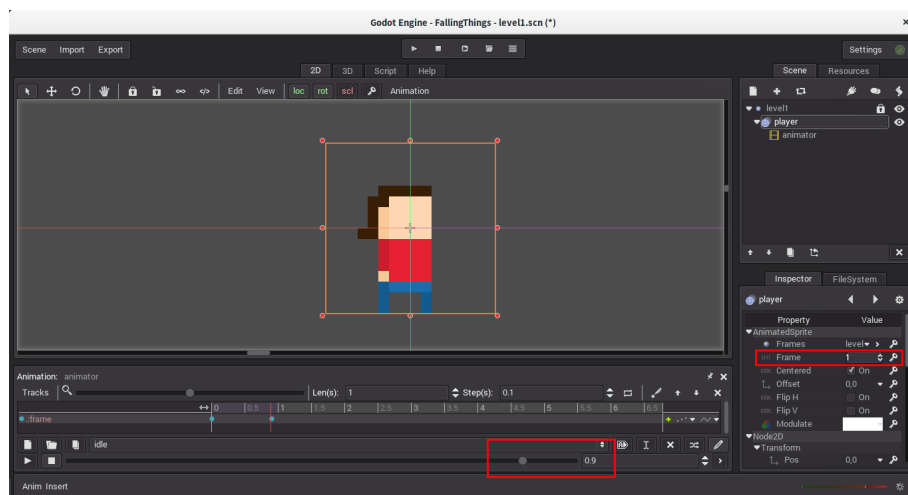 Godot Engine - FallingThings - level1.scn (*)
Scene Import Export Settings
2D 3D Script Help
Scene Resources
Edit View loc rot scl Animation
level1
player
animator
Inspector FileSystem
player
Property Value
AnimatedSprite
Frames level
Frame 1
Centered On
Offset 0,0
Flip H On
Flip V On
Modulate
Node2D
Transform
Pos 0,0
Animation: animator
Tracks Len(s): 1 Step(s): 0.1
0 0.5 1 1.5 2 2.5 3 3.5 4 4.5 5 5.5 6 6.5
.:frame
idle
0.9
Anim Insert